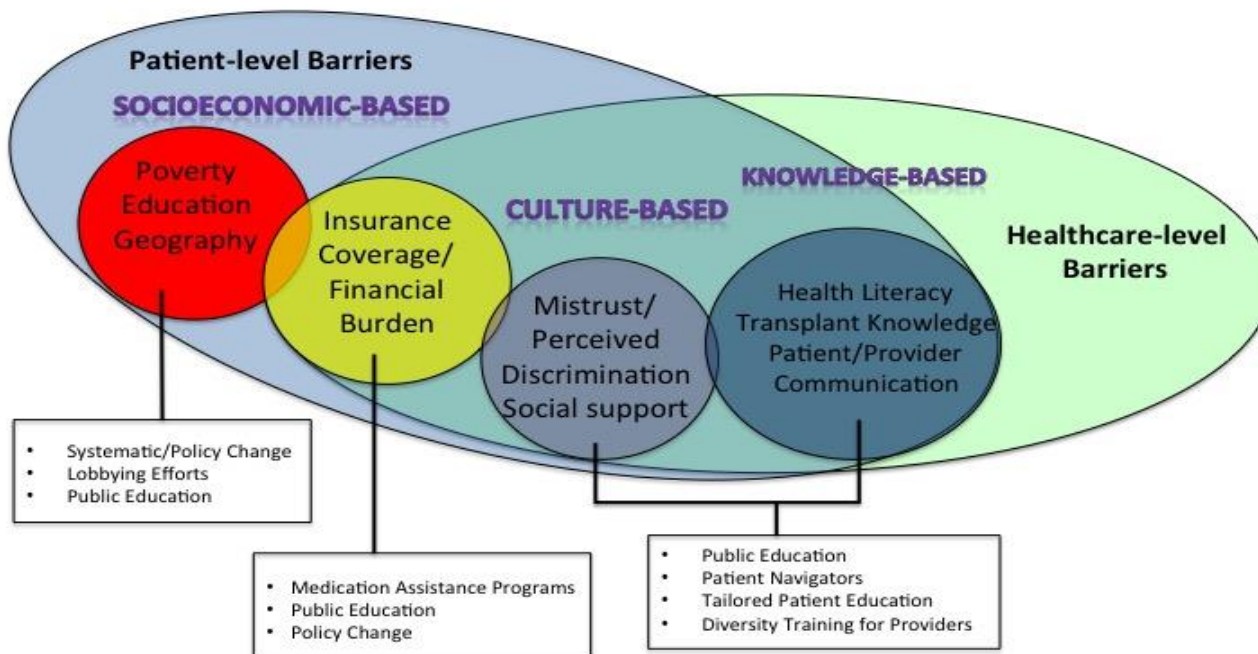 Patient-level Barriers
SOCIOECONOMIC-BASED
Poverty
Education
Geography
Insurance
Coverage/
Financial
Burden
CULTURE-BASED
Mistrust/
Perceived
Discrimination
Social support
KNOWLEDGE-BASED
Health Literacy
Transplant Knowledge
Patient/Provider
Communication
Healthcare-level
Barriers
• Systematic/Policy Change
• Lobbying Efforts
• Public Education
• Medication Assistance Programs
• Public Education
• Policy Change
• Public Education
• Patient Navigators
• Tailored Patient Education
• Diversity Training for Providers